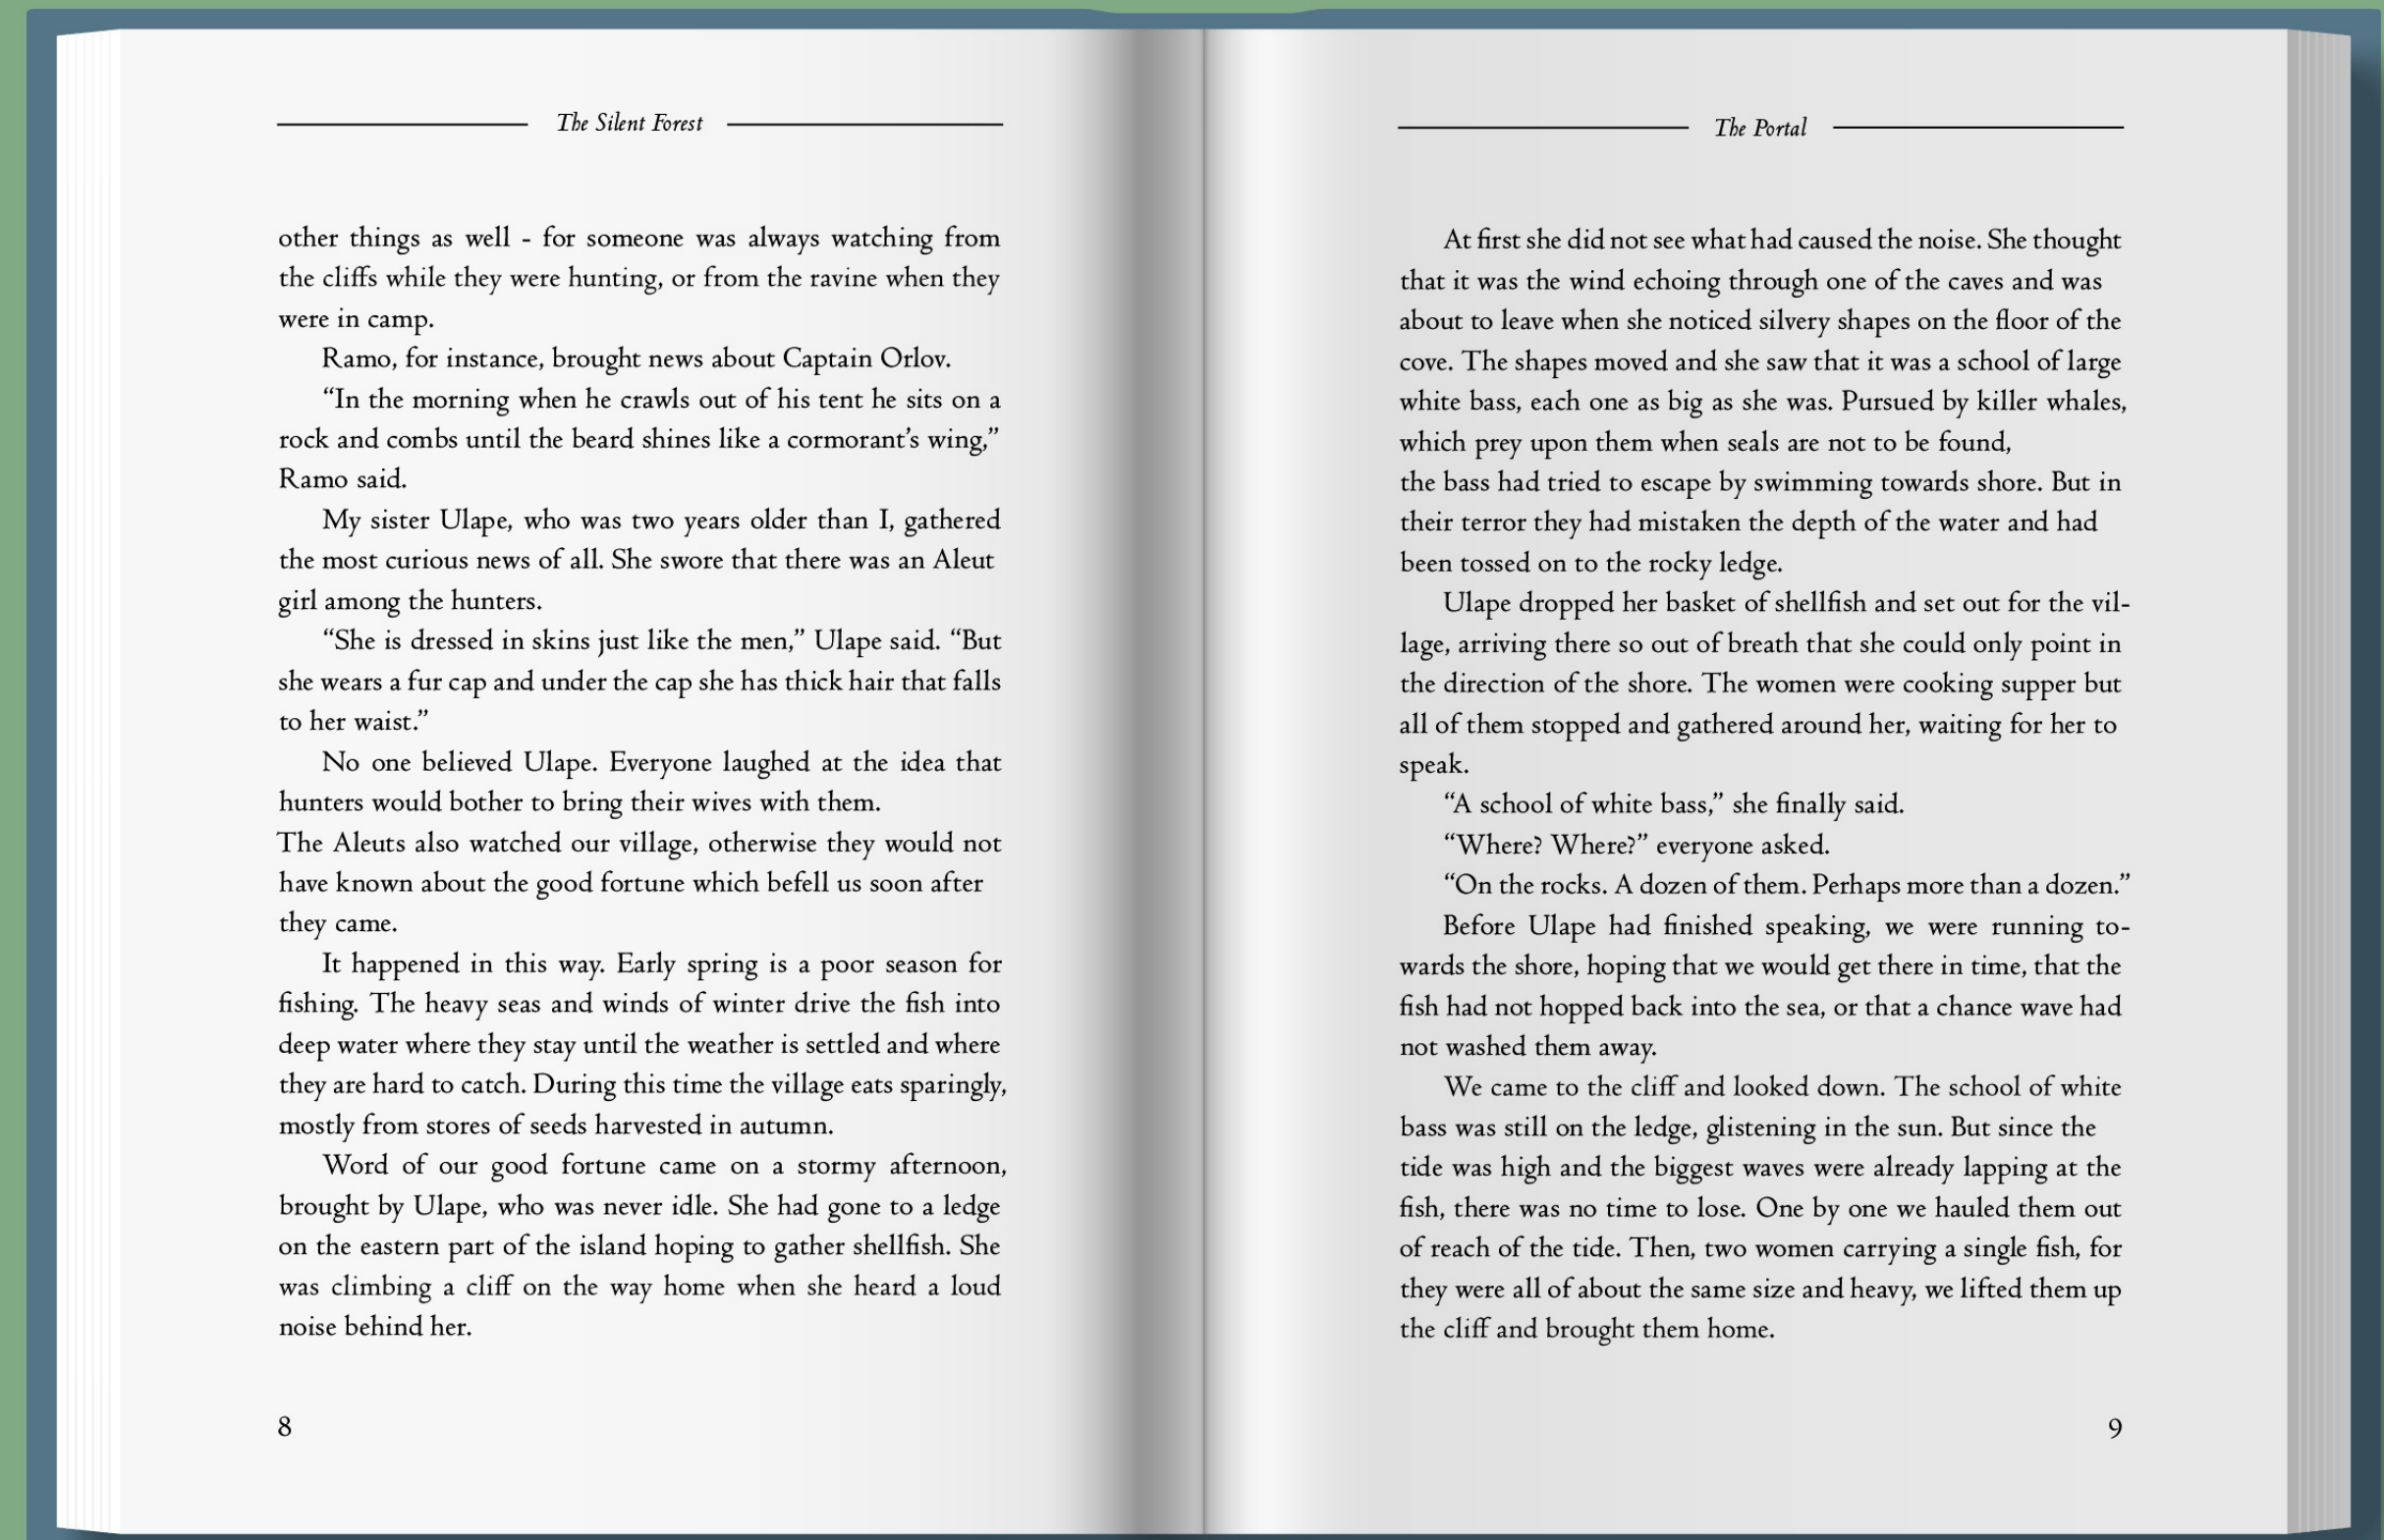 The Silent Forest
other things as well - for someone was always watching from
the cliffs while they were hunting, or from the ravine when they
were in camp.
Ramo, for instance, brought news about Captain Orlov.
“In the morning when he crawls out of his tent he sits on a
rock and combs until the beard shines like a cormorant’s wing,”
Ramo said.
My sister Ulape, who was two years older than I, gathered
the most curious news of all. She swore that there was an Aleut
girl among the hunters.
“She is dressed in skins just like the men,” Ulape said. “But
she wears a fur cap and under the cap she has thick hair that falls
to her waist.”
No one believed Ulape. Everyone laughed at the idea that
hunters would bother to bring their wives with them.
The Aleuts also watched our village, otherwise they would not
have known about the good fortune which befell us soon after
they came.
It happened in this way. Early spring is a poor season for
fishing. The heavy seas and winds of winter drive the fish into
deep water where they stay until the weather is settled and where
they are hard to catch. During this time the village eats sparingly,
mostly from stores of seeds harvested in autumn.
Word of our good fortune came on a stormy afternoon,
brought by Ulape, who was never idle. She had gone to a ledge
on the eastern part of the island hoping to gather shellfish. She
was climbing a cliff on the way home when she heard a loud
noise behind her.
8
The Portal
At first she did not see what had caused the noise. She thought
that it was the wind echoing through one of the caves and was
about to leave when she noticed silvery shapes on the floor of the
cove. The shapes moved and she saw that it was a school of large
white bass, each one as big as she was. Pursued by killer whales,
which prey upon them when seals are not to be found,
the bass had tried to escape by swimming towards shore. But in
their terror they had mistaken the depth of the water and had
been tossed on to the rocky ledge.
Ulape dropped her basket of shellfish and set out for the vil-
lage, arriving there so out of breath that she could only point in
the direction of the shore. The women were cooking supper but
all of them stopped and gathered around her, waiting for her to
speak.
“A school of white bass,” she finally said.
“Where? Where?” everyone asked.
“On the rocks. A dozen of them. Perhaps more than a dozen.”
Before Ulape had finished speaking, we were running to-
wards the shore, hoping that we would get there in time, that the
fish had not hopped back into the sea, or that a chance wave had
not washed them away.
We came to the cliff and looked down. The school of white
bass was still on the ledge, glistening in the sun. But since the
tide was high and the biggest waves were already lapping at the
fish, there was no time to lose. One by one we hauled them out
of reach of the tide. Then, two women carrying a single fish, for
they were all of about the same size and heavy, we lifted them up
the cliff and brought them home.
9